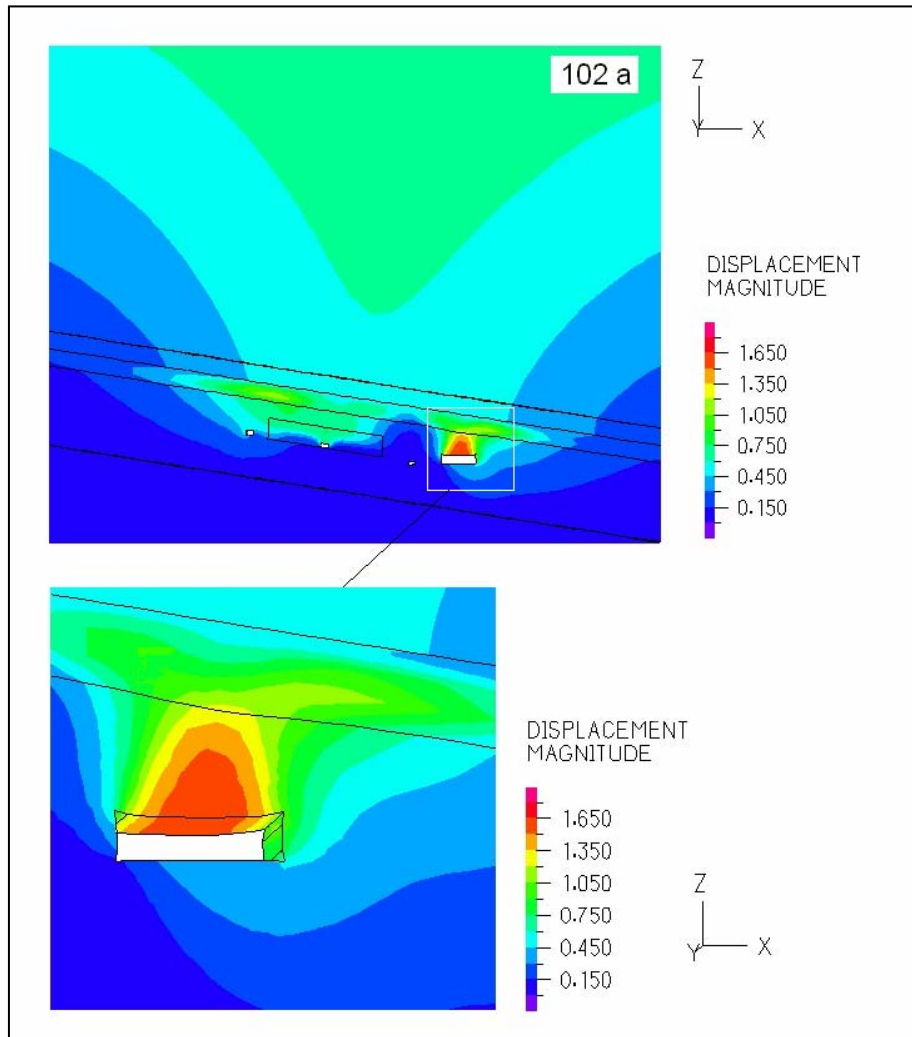 102 a
Z
Y
X
DISPLACEMENT
MAGNITUDE
1.650
1.350
1.050
0.750
0.450
0.150
DISPLACEMENT
MAGNITUDE
1.650
1.350
1.050
0.750
0.450
0.150
Z
Y
X